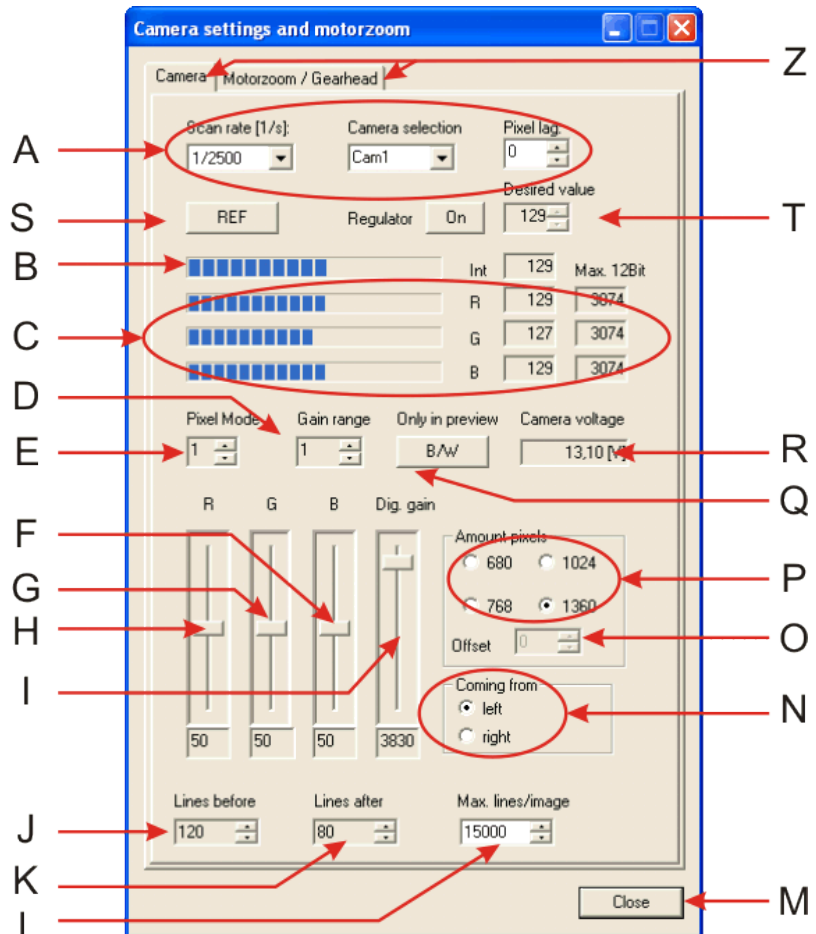 Camera settings and motorzoom
Z
Camera Motorzoom / Gearhead
A
Scan rate [1/s]: Camera selection Pixel lag:
1/2500 Cam1 0
Desired value
S REF Regulator On 129 T
B Int 129 Max. 12Bit
R 129 3074
C G 127 3074
B 129 3074
D
Pixel Mode Gain range Only in preview Camera voltage
E 1 1 B/W 13,10 [V] R
Q
R G B Dig. gain
F Amount pixels
680 1024
P
G
768 1360
H
Offset 0 O
I
Coming from
left N
right
50 50 50 3830
Lines before Lines after Max. lines/image
J 120 80 15000
K
Close M
L